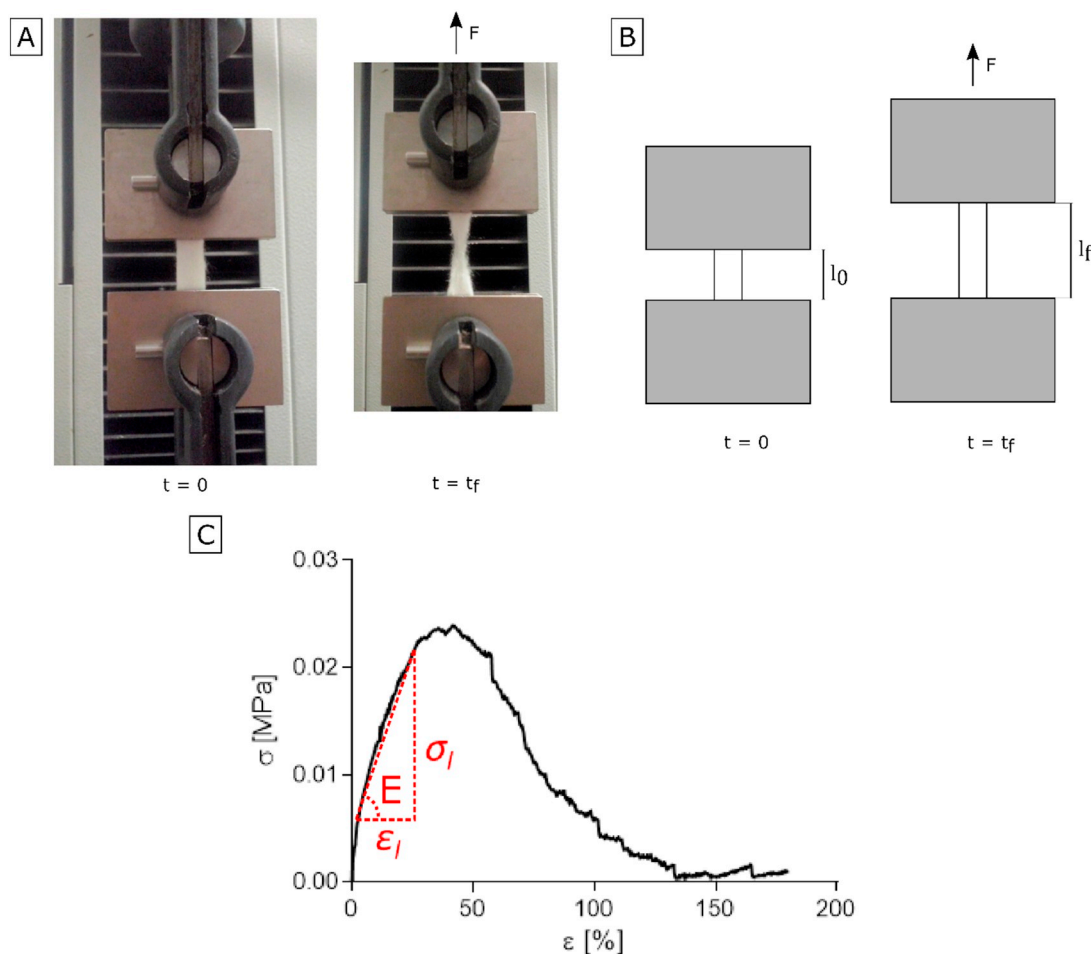 A
F
t = 0
t = tf
B
F
l0
lf
t = 0
t = tf
C
0.03
0.02
0.01
0.00
σ [MPa]
E
σl
εl
0
50
100
150
200
ε [%]